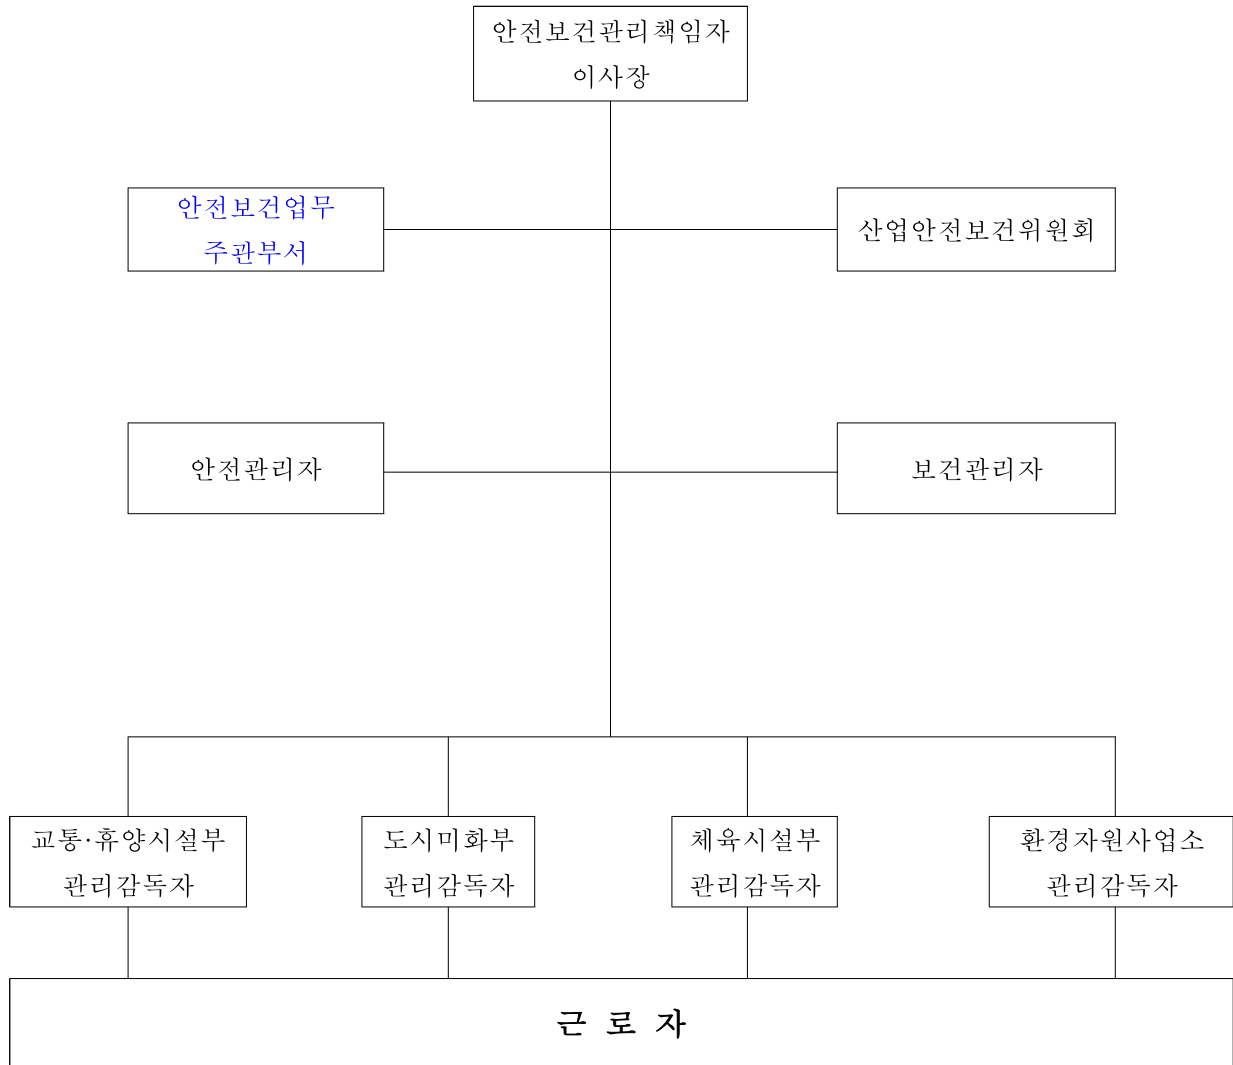 안전보건관리책임자
이사장
안전보건업무
주관부서
산업안전보건위원회
안전관리자
보건관리자
교통·휴양시설부
관리감독자
도시미화부
관리감독자
체육시설부
관리감독자
환경자원사업소
관리감독자
근 로 자